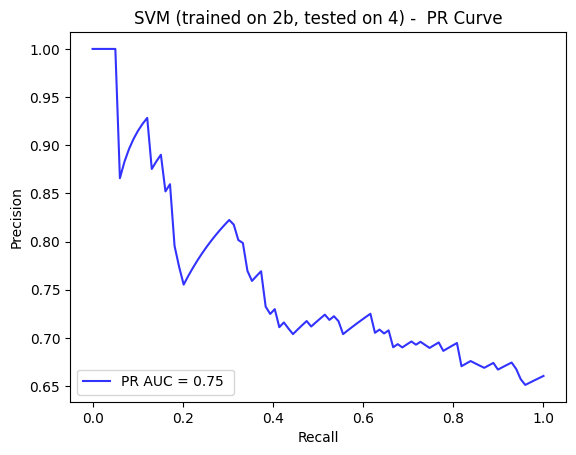 SVM (trained on 2b, tested on 4) -  PR Curve
1.00
0.95
0.90
0.85
0.80
0.75
0.70
0.65
Precision
PR AUC = 0.75
0.0 0.2 0.4 0.6 0.8 1.0
Recall